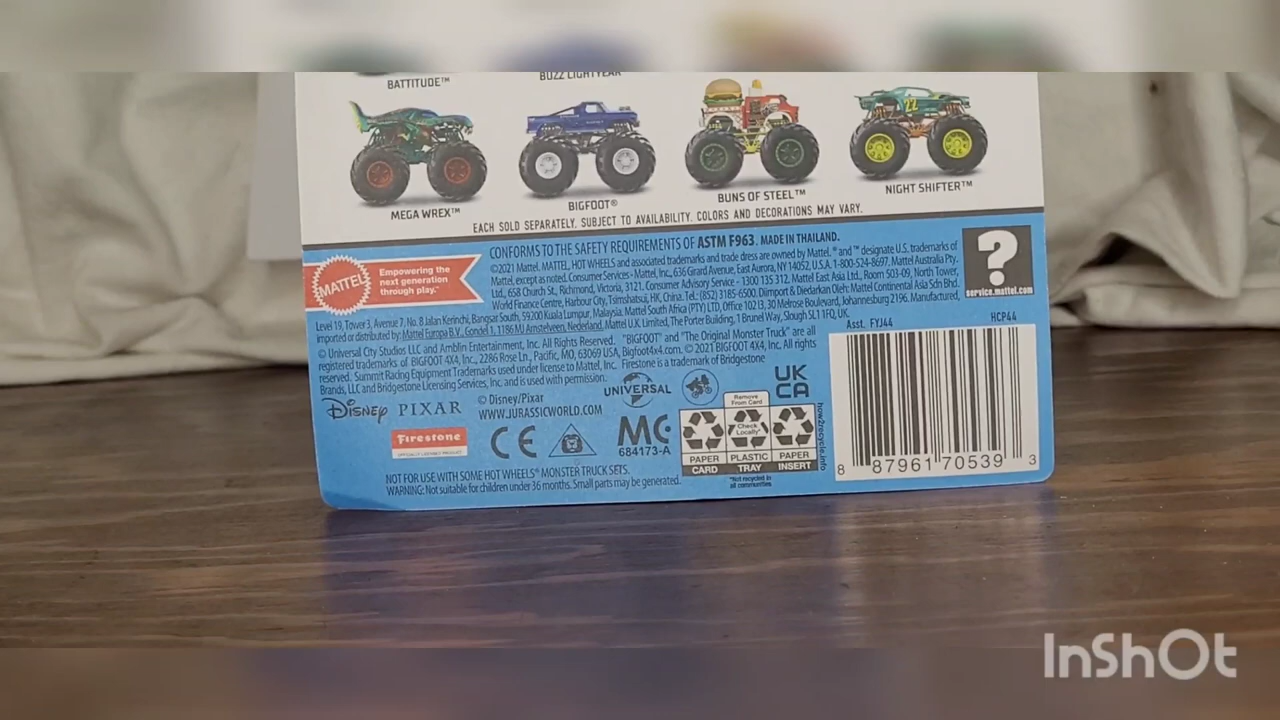 BATTITUDE™
BUZZ LIGHTYEAR
22
MEGA WREX™
BIGFOOT®
BUNS OF STEEL™
NIGHT SHIFTER™
EACH SOLD SEPARATELY. SUBJECT TO AVAILABILITY. COLORS AND DECORATIONS MAY VARY.
MATTEL
Empowering the
next generation
through play.™
CONFORMS TO THE SAFETY REQUIREMENTS OF ASTM F963. MADE IN THAILAND.
©2021 Mattel. MATTEL, HOT WHEELS and associated trademarks and trade dress are owned by Mattel. ® and ™ designate U.S. trademarks of
Mattel, except as noted. Consumer Services - Mattel, Inc., 636 Girard Avenue, East Aurora, NY 14052, U.S.A. 1-800-524-8697. Mattel Australia Pty.
Ltd., 658 Church St., Richmond, Victoria, 3121. Consumer Advisory Service - 1300 135 312. Mattel East Asia Ltd., Room 503-09, North Tower,
World Finance Centre, Harbour City, Tsimshatsui, HK, China. Tel.: (852) 3185-6500. Diimport & Diedarkan Oleh: Mattel Continental Asia Sdn Bhd.
Level 19, Tower 3, Avenue 7, No. 8 Jalan Kerinchi, Bangsar South, 59200 Kuala Lumpur, Malaysia. Mattel South Africa (PTY) LTD, Office 102 I3, 30 Melrose Boulevard, Johannesburg 2196. Manufactured,
imported or distributed by: Mattel Europa B.V., Gondel 1, 1186 MJ Amstelveen, Nederland. Mattel U.K. Limited, The Porter Building, 1 Brunel Way, Slough SL1 1FQ, UK.
© Universal City Studios LLC and Amblin Entertainment, Inc. All Rights Reserved. "BIGFOOT" and "The Original Monster Truck" are all
registered trademarks of BIGFOOT 4X4, Inc., 2286 Rose Ln., Pacific, MO, 63069 USA, Bigfoot4x4.com. © 2021 BIGFOOT 4X4, Inc. All rights
reserved. Summit Racing Equipment Trademarks used under license to Mattel, Inc. Firestone is a trademark of Bridgestone
Brands, LLC and Bridgestone Licensing Services, Inc. and is used with permission.
?
service.mattel.com
Asst. FYJ44
HCP44
Disney PIXAR
© Disney/Pixar
WWW.JURASSICWORLD.COM
UNIVERSAL
UK
CA
Firestone
OFFICIALLY LICENSED PRODUCT
CE
MC
684173-A
Remove
From Card
Check
Locally*
PAPER
CARD
PLASTIC
TRAY
PAPER
INSERT
*Not recycled in
all communities
how2recycle.info
8 87961 70539 3
NOT FOR USE WITH SOME HOT WHEELS® MONSTER TRUCK SETS.
WARNING: Not suitable for children under 36 months. Small parts may be generated.
InShOt